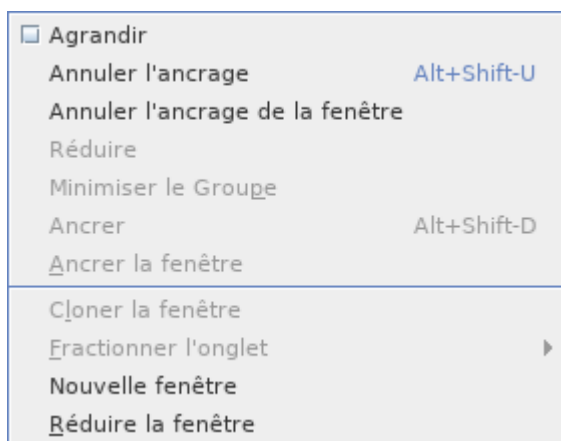 Agrandir
Annuler l'ancrage Alt+Shift-U
Annuler l'ancrage de la fenêtre
Réduire
Minimiser le Groupe
Ancrer Alt+Shift-D
Ancrer la fenêtre
Cloner la fenêtre
Fractionner l'onglet
Nouvelle fenêtre
Réduire la fenêtre